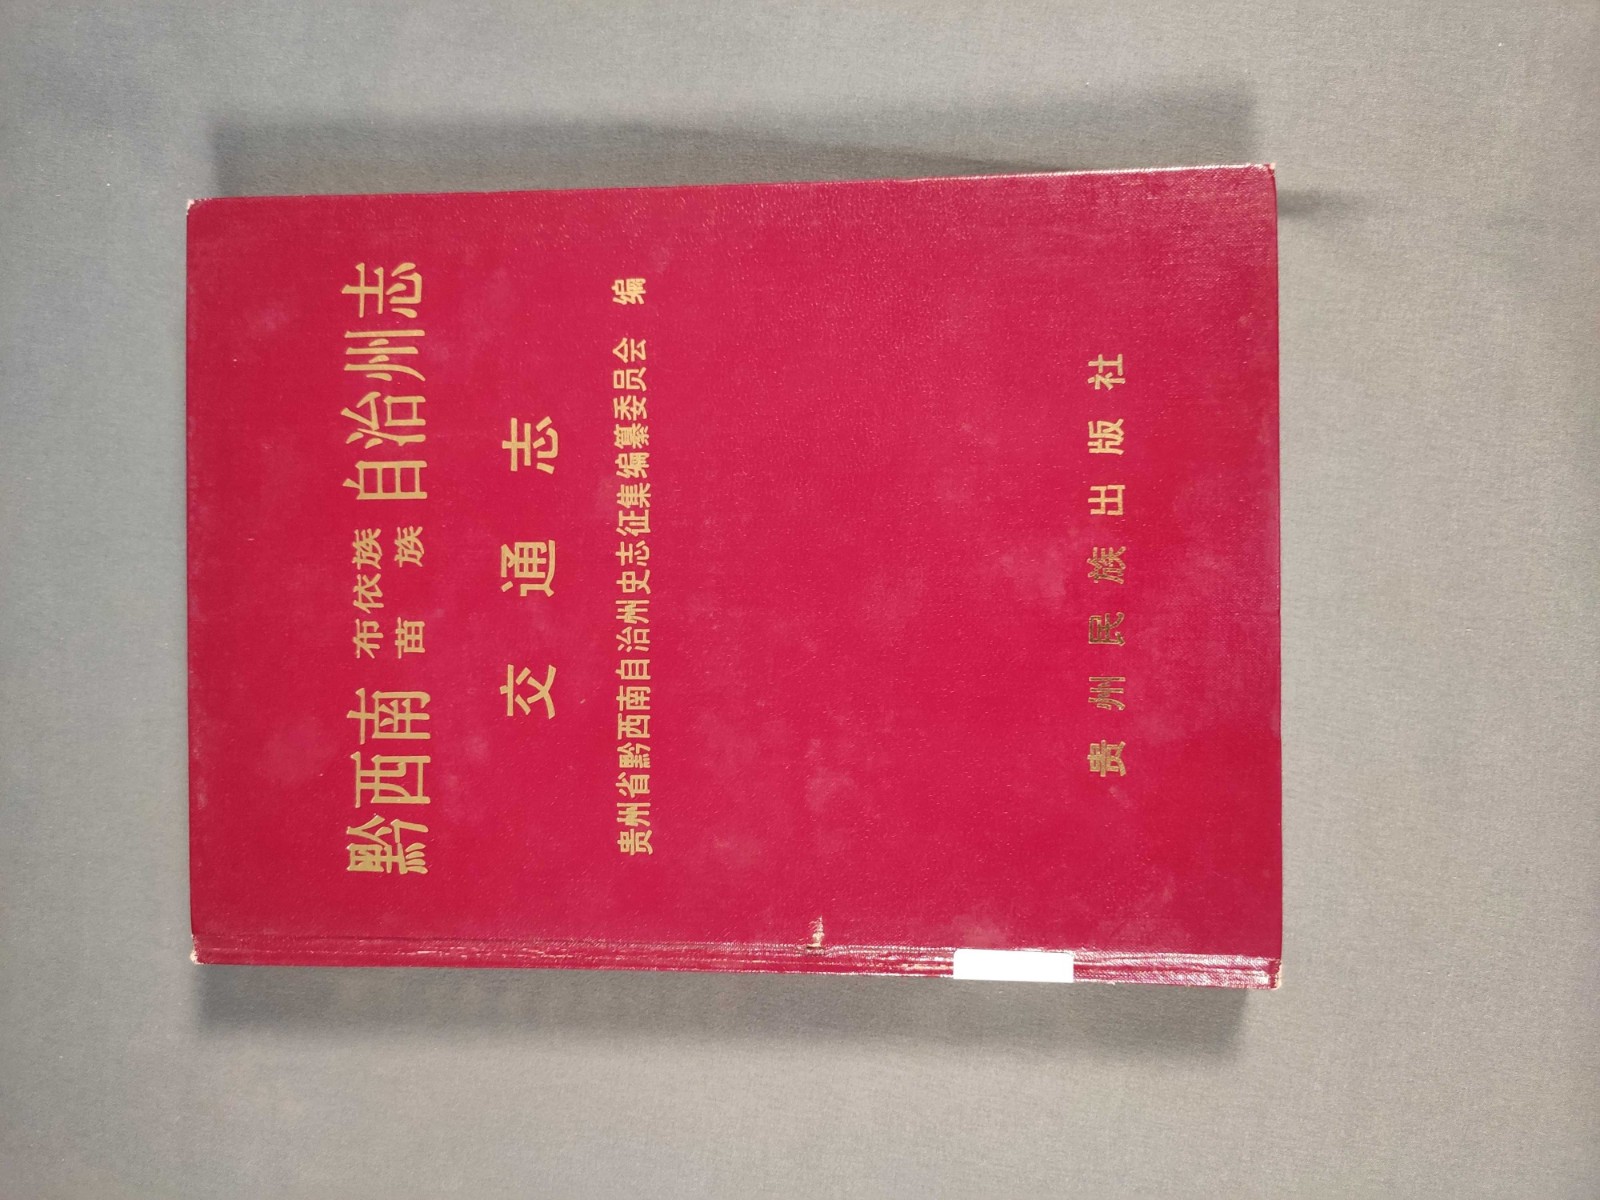 黔西南布依族苗族自治州志
交通志
贵州省黔西南自治州史志征集编纂委员会 编
贵州民族出版社